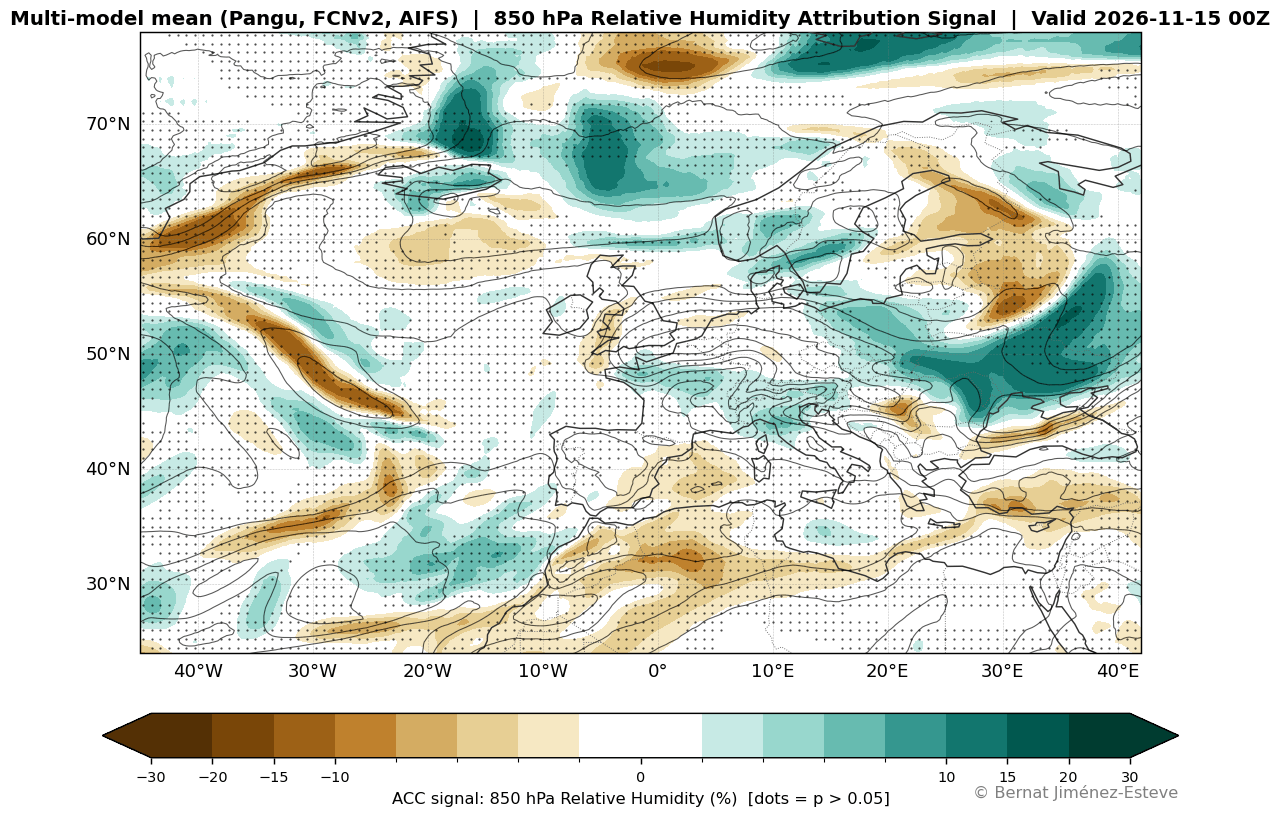 Multi-model mean (Pangu, FCNv2, AIFS) | 850 hPa Relative Humidity Attribution Signal | Valid 2026-11-15 00Z
70°N
60°N
50°N
40°N
30°N
40°W 30°W 20°W 10°W 0° 10°E 20°E 30°E 40°E
−30 −20 −15 −10 0 10 15 20 30
ACC signal: 850 hPa Relative Humidity (%) [dots = p > 0.05]
© Bernat Jiménez-Esteve